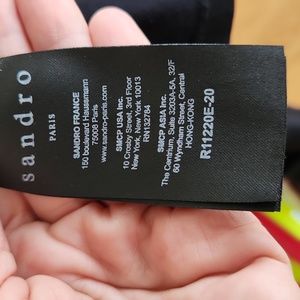 sandro
PARIS
SANDRO FRANCE
150 boulevard Haussmann
75008 Paris
www.sandro-paris.com
SMCP USA Inc.
10 Crosby Street, 3rd Floor
New York, New York 10013
RN132784
SMCP ASIA Inc.
The Centrium, Suite 3203A-5A, 32/F
60 Wyndham Street, Central
HONG-KONG
R11220E-20